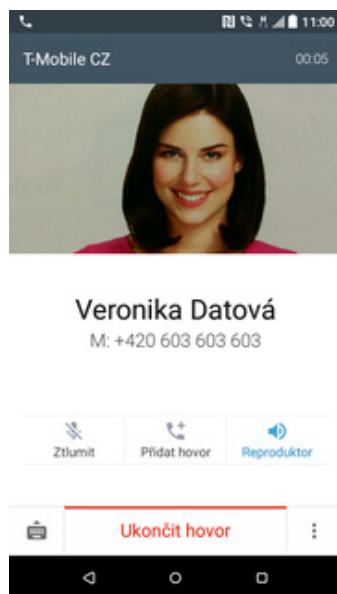 11:00
T-Mobile CZ 00:05
Veronika Datová
M: +420 603 603 603
Ztlumit Přidat hovor Reproduktor
Ukončit hovor